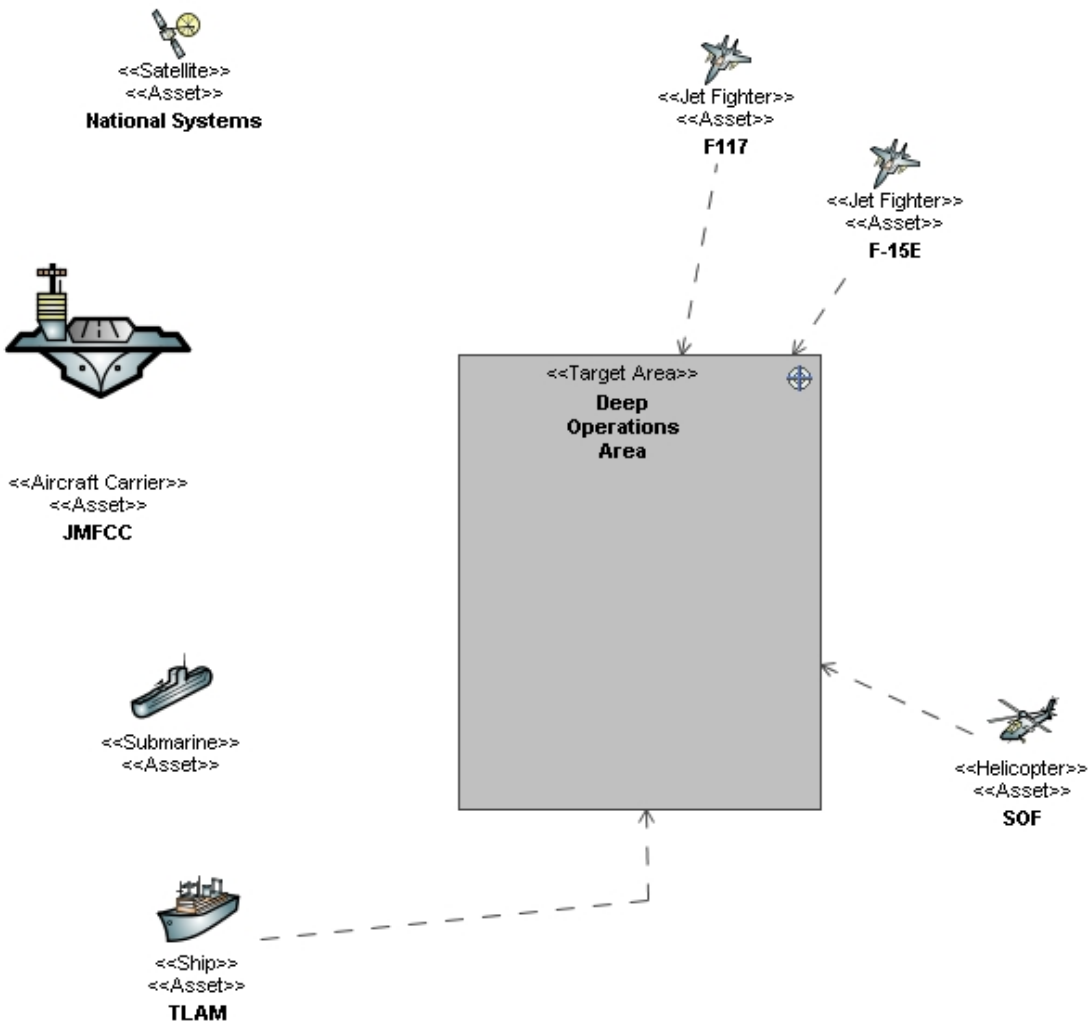 <<Satellite>>
<<Asset>>
National Systems
<<Jet Fighter>>
<<Asset>>
F117
<<Jet Fighter>>
<<Asset>>
F-15E
<<Target Area>>
Deep
Operations
Area
<<Aircraft Carrier>>
<<Asset>>
JMFCC
<<Submarine>>
<<Asset>>
<<Helicopter>>
<<Asset>>
SOF
<<Ship>>
<<Asset>>
TLAM